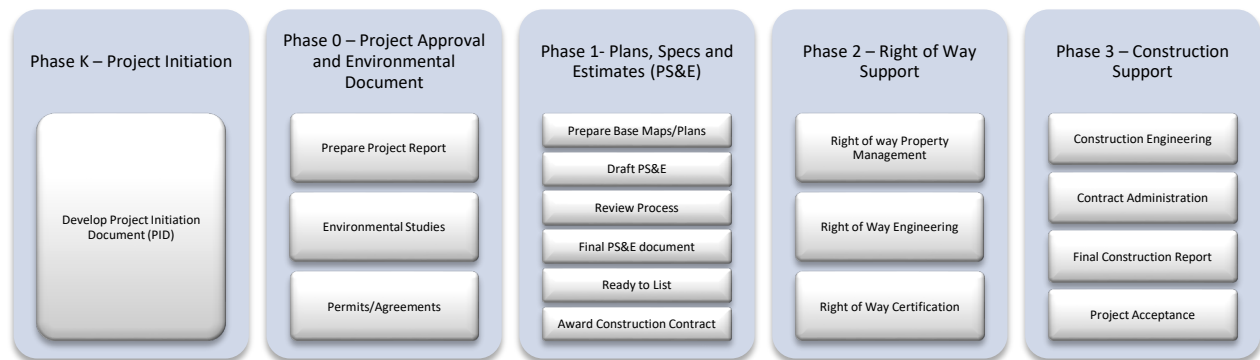 Phase K – Project Initiation
Develop Project Initiation
Document (PID)
Phase 0 – Project Approval
and Environmental
Document
Prepare Project Report
Environmental Studies
Permits/Agreements
Phase 1- Plans, Specs and
Estimates (PS&E)
Prepare Base Maps/Plans
Draft PS&E
Review Process
Final PS&E document
Ready to List
Award Construction Contract
Phase 2 – Right of Way
Support
Right of way Property
Management
Right of Way Engineering
Right of Way Certification
Phase 3 – Construction
Support
Construction Engineering
Contract Administration
Final Construction Report
Project Acceptance